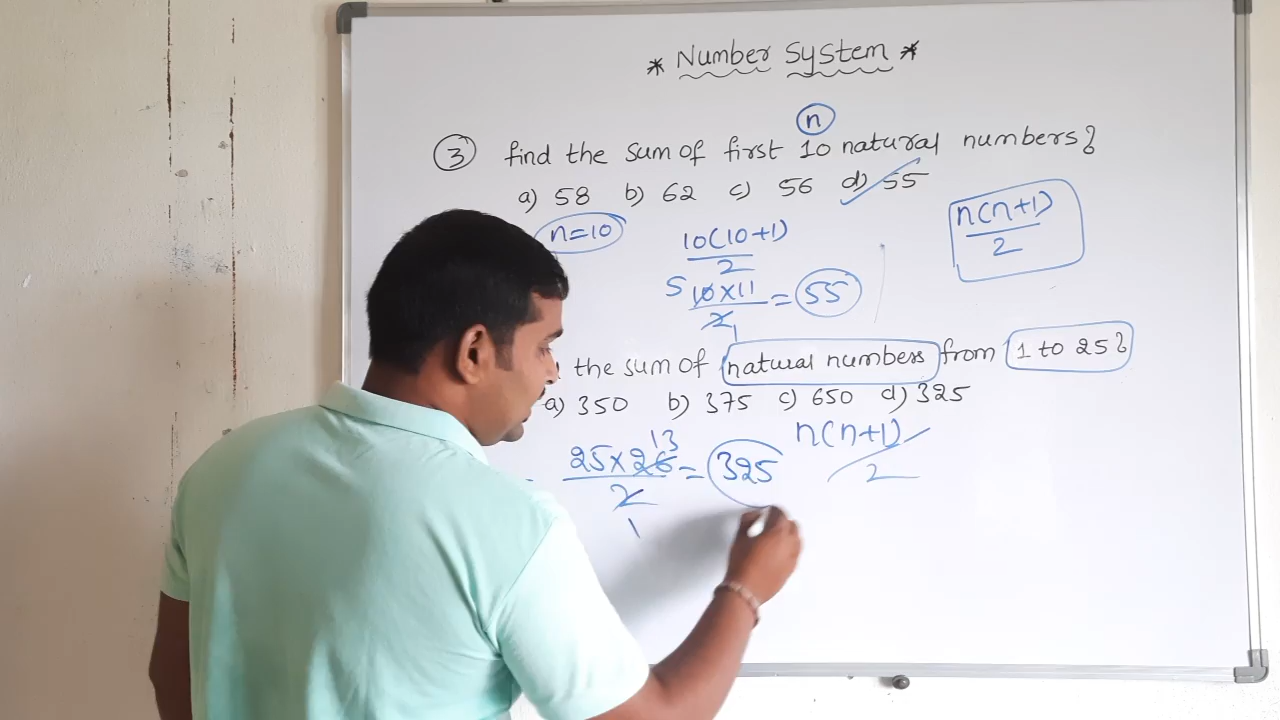 * Number System *
n
3 find the sum of first 10 natural numbers?
a) 58 b) 62 c) 56 d) 55
n=10
10(10+1)
2
5 10 x 11 = 55
2 1
n(n+1)
2
the sum of natural numbers from 1 to 25?
a) 350 b) 375 c) 650 d) 325
n(n+1)
2
13
25 x 26 = 325
2
1